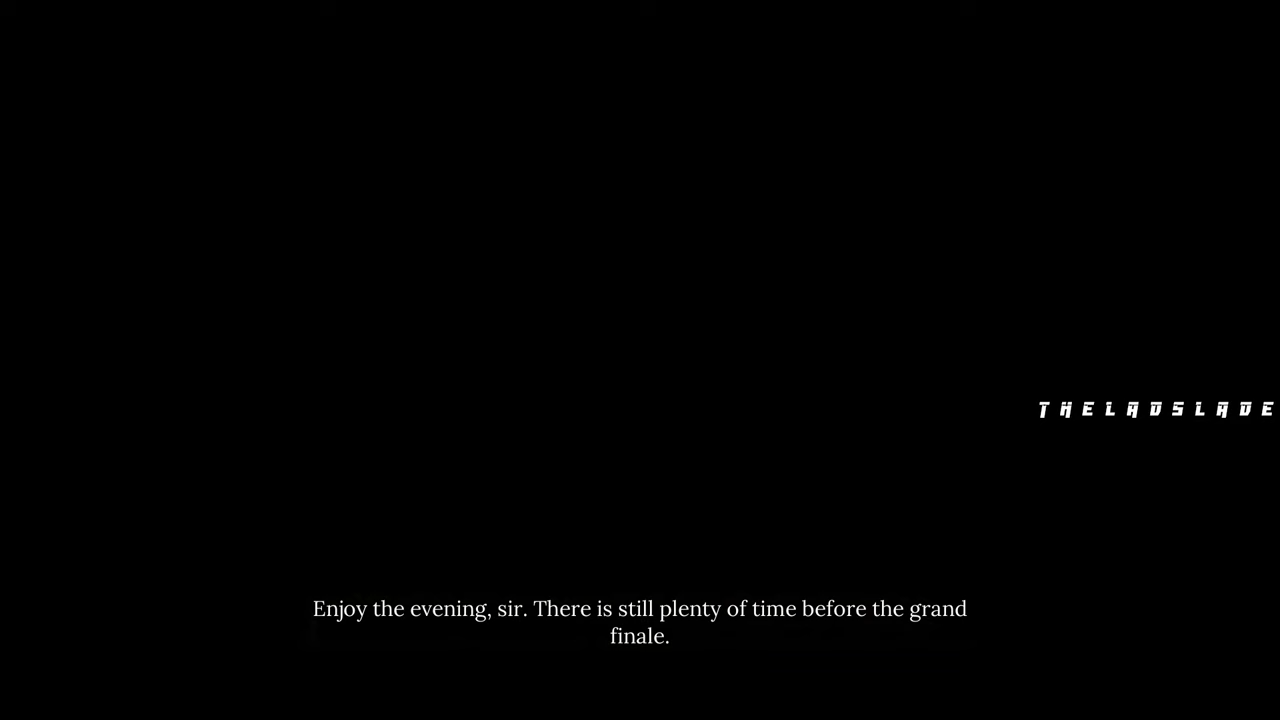 THELADSLADE
Enjoy the evening, sir. There is still plenty of time before the grand
finale.